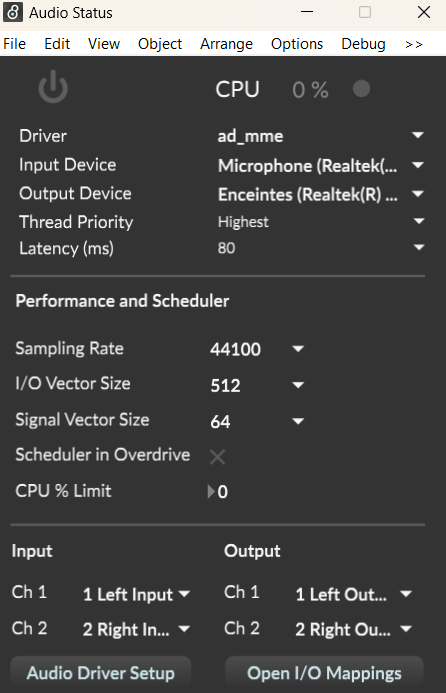 Audio Status
File Edit View Object Arrange Options Debug >>
CPU 0 %
Driver ad_mme
Input Device Microphone (Realtek(...
Output Device Enceintes (Realtek(R) ...
Thread Priority Highest
Latency (ms) 80
Performance and Scheduler
Sampling Rate 44100
I/O Vector Size 512
Signal Vector Size 64
Scheduler in Overdrive
CPU % Limit 0
Input Output
Ch 1 1 Left Input Ch 1 1 Left Out...
Ch 2 2 Right In... Ch 2 2 Right Ou...
Audio Driver Setup Open I/O Mappings